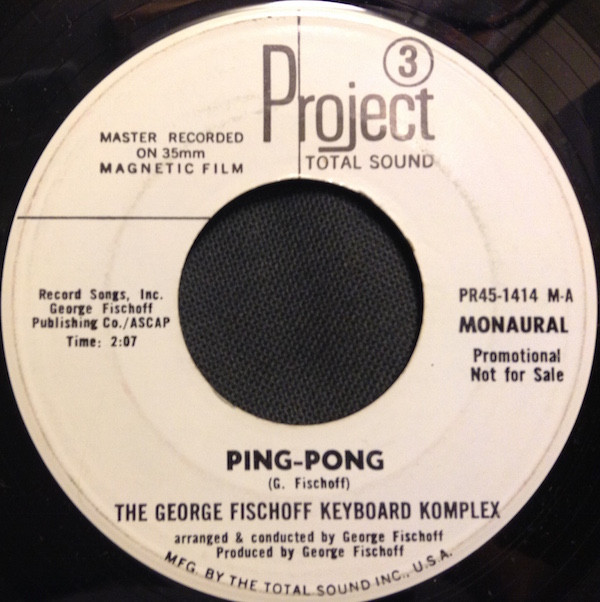 Project 3
TOTAL SOUND
MASTER RECORDED
ON 35mm
MAGNETIC FILM
Record Songs, Inc.
George Fischoff
Publishing Co./ASCAP
Time: 2:07
PR45-1414 M-A
MONAURAL
Promotional
Not for Sale
PING-PONG
(G. Fischoff)
THE GEORGE FISCHOFF KEYBOARD KOMPLEX
arranged & conducted by George Fischoff
Produced by George Fischoff
MFG. BY THE TOTAL SOUND INC., U.S.A.